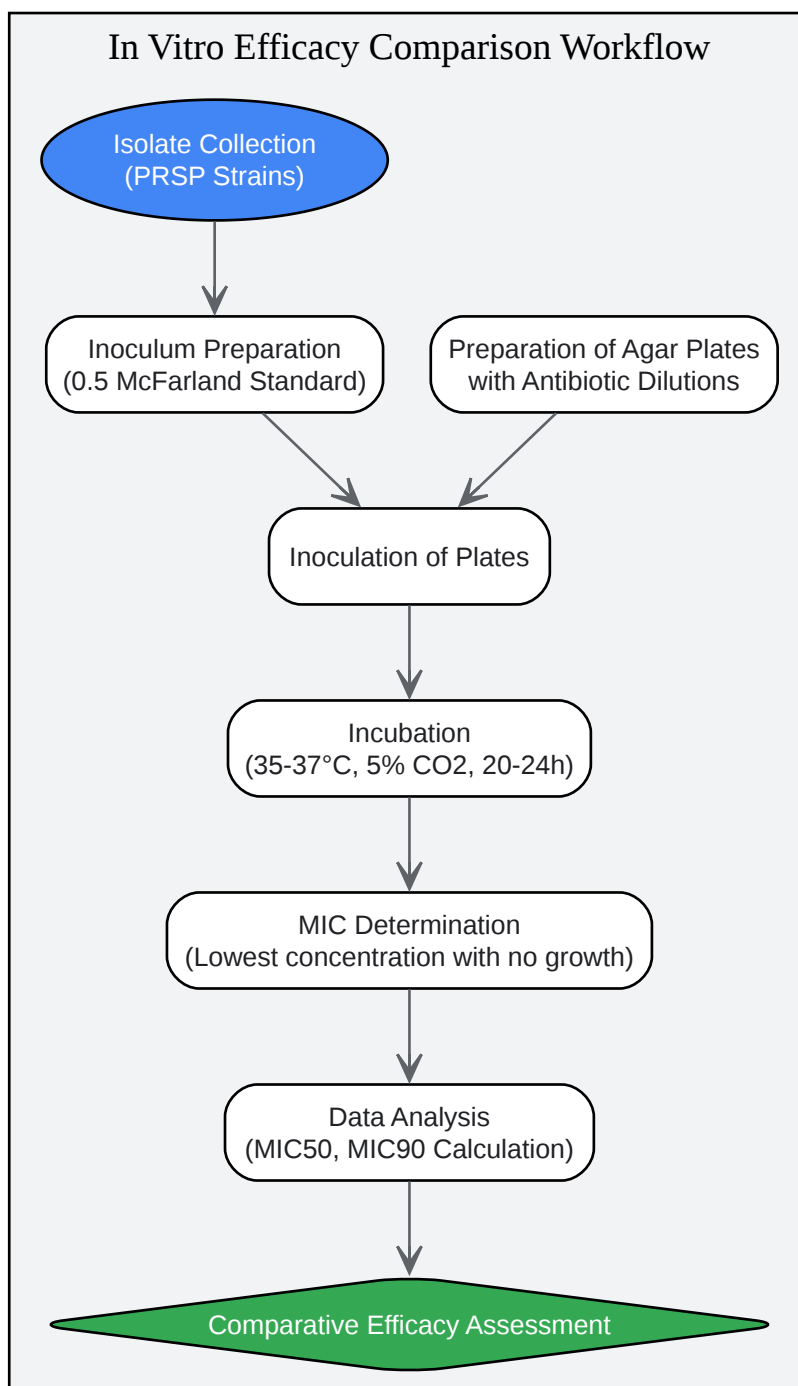 In Vitro Efficacy Comparison Workflow
Isolate Collection
(PRSP Strains)
Inoculum Preparation
(0.5 McFarland Standard)
Preparation of Agar Plates
with Antibiotic Dilutions
Inoculation of Plates
Incubation
(35-37°C, 5% CO2, 20-24h)
MIC Determination
(Lowest concentration with no growth)
Data Analysis
(MIC50, MIC90 Calculation)
Comparative Efficacy Assessment